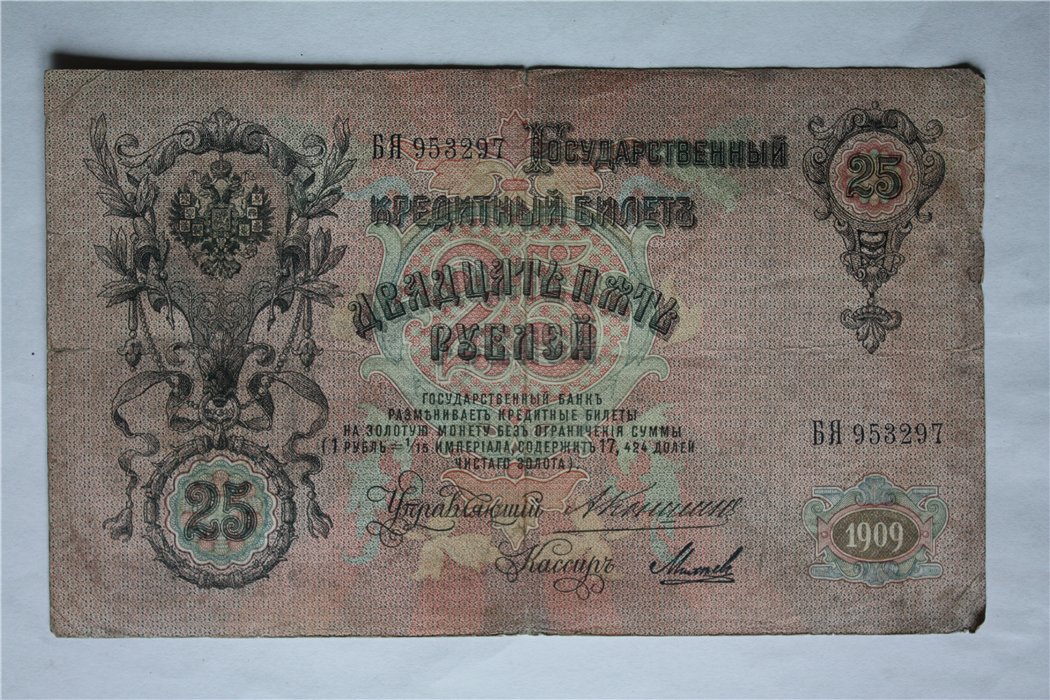 БЯ 953297 Государственный
25
Кредитный Билетъ
Двадцать пять
рублей
25
Государственный Банкъ
размѣниваетъ кредитные билеты
на золотую монету безъ ограниченія суммы
(1 рубль = 1/15 имперіала, содержитъ 17, 424 долей
чистаго золота)
БЯ 953297
Управляющій
Кассиръ
25
1909